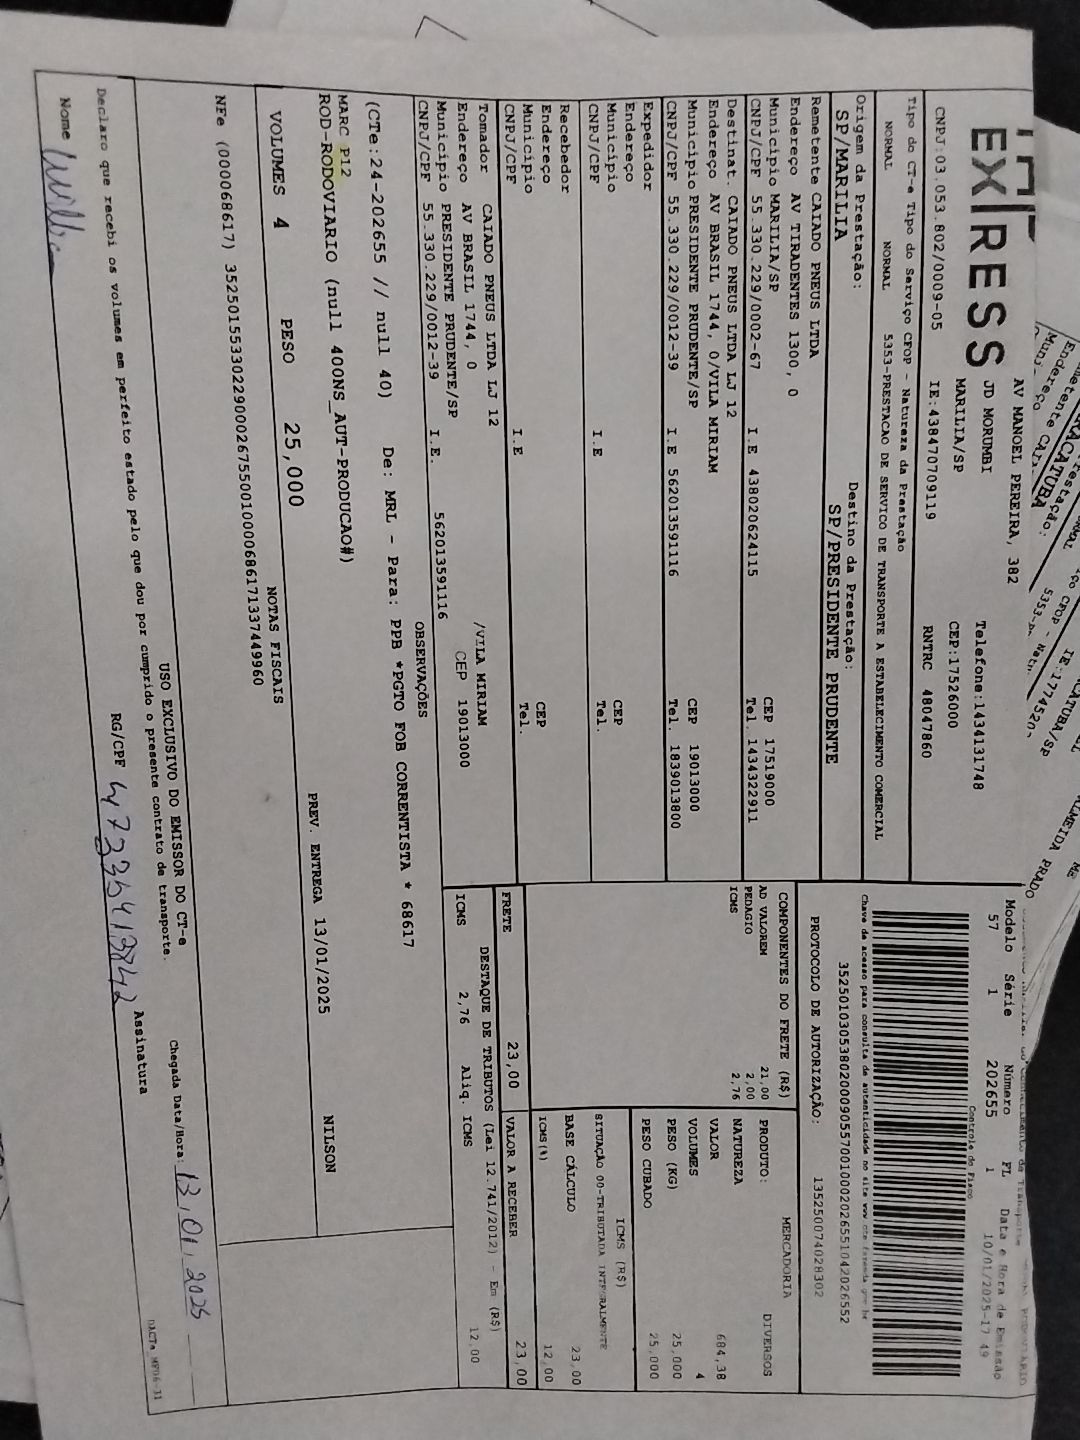 EX RESS
AV MANOEL PEREIRA, 382
JD MORUMBI
Telefone:1434131748
MARILIA/SP
CEP:17526000
CNPJ:03.053.802/0009-05 IE:438470709119 RNTRC 48047860
Modelo Série Número FL Data e Hora de Emissão
57 1 202655 1 10/01/2025-17 49
Controle do Fisco
Tipo do CT-e Tipo do Serviço CFOP - Natureza da Prestação
NORMAL NORMAL 5353-PRESTACAO DE SERVICO DE TRANSPORTE A ESTABELECIMENTO COMERCIAL
Chave de acesso para consulta de autenticidade no site www cte fazenda gov br
35250103053802000905570010002026551042026552
Origem da Prestação: Destino da Prestação:
SP/MARILIA SP/PRESIDENTE PRUDENTE
PROTOCOLO DE AUTORIZAÇÃO: 135250074028302
Remetente CAIADO PNEUS LTDA
Endereço AV TIRADENTES 1300, 0
Município MARILIA/SP CEP 17519000
CNPJ/CPF 55.330.229/0002-67 I.E 438020624115 Tel. 1434322911
Destinat. CAIADO PNEUS LTDA LJ 12
Endereço AV BRASIL 1744, 0/VILA MIRIAM
Município PRESIDENTE PRUDENTE/SP CEP 19013000
CNPJ/CPF 55.330.229/0012-39 I.E 562013591116 Tel. 1839013800
Expedidor
Endereço
Município CEP
CNPJ/CPF I.E Tel.
Recebedor
Endereço
Município CEP
CNPJ/CPF I.E Tel.
Tomador CAIADO PNEUS LTDA LJ 12
Endereço AV BRASIL 1744, 0 /VILA MIRIAM
Município PRESIDENTE PRUDENTE/SP CEP 19013000
CNPJ/CPF 55.330.229/0012-39 I.E. 562013591116
COMPONENTES DO FRETE (R$)
AD VALOREM 21,00
PEDAGIO 2,00
ICMS 2,76
MERCADORIA
PRODUTO: DIVERSOS
NATUREZA
VALOR 684,38
VOLUMES 4
PESO (KG) 25,000
PESO CUBADO 25,000
ICMS (R$)
SITUAÇÃO 00-TRIBUTADA INTEGRALMENTE
BASE CÁLCULO 23,00
ICMS(%) 12,00
FRETE 23,00 VALOR A RECEBER 23,00
DESTAQUE DE TRIBUTOS (Lei 12.741/2012) - Em (R$)
ICMS 2,76 Aliq. ICMS 12,00
OBSERVAÇÕES
(CTe:24-202655 // null 40) De: MRL - Para: PPB *PGTO FOB CORRENTISTA * 68617
MARC P12
ROD-RODOVIARIO (null 400NS_AUT-PRODUCAO#)
PREV. ENTREGA 13/01/2025 NILSON
VOLUMES 4 PESO 25,000 NOTAS FISCAIS
NFe (000068617) 35250155330229000267550010000686171337449960
USO EXCLUSIVO DO EMISSOR DO CT-e
Declaro que recebi os volumes em perfeito estado pelo que dou por cumprido o presente contrato de transporte.
Chegada Data/Hora: 13.01.2025
Nome RG/CPF 47335413842 Assinatura
ARACATUBA
CATUBA/SP
ALMEIDA PRADO